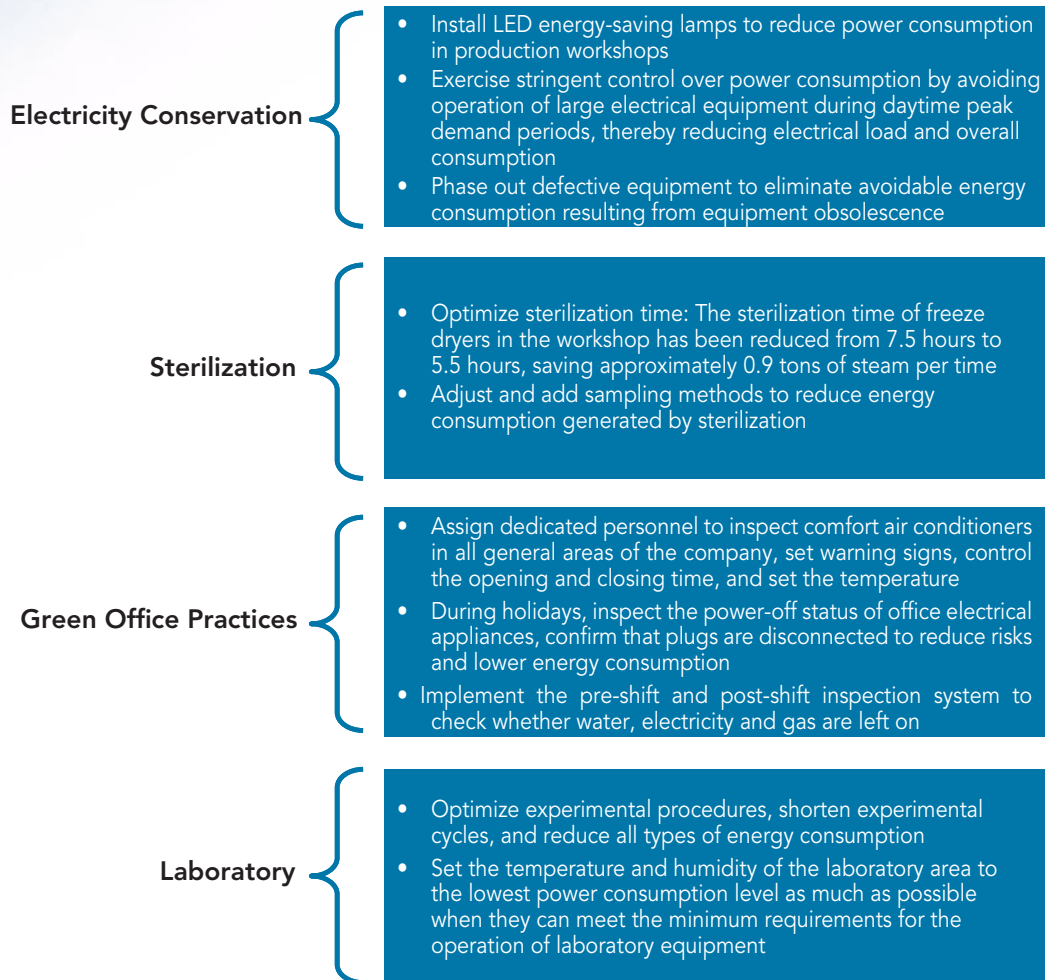 Electricity Conservation
• Install LED energy-saving lamps to reduce power consumption
in production workshops
• Exercise stringent control over power consumption by avoiding
operation of large electrical equipment during daytime peak
demand periods, thereby reducing electrical load and overall
consumption
• Phase out defective equipment to eliminate avoidable energy
consumption resulting from equipment obsolescence
Sterilization
• Optimize sterilization time: The sterilization time of freeze
dryers in the workshop has been reduced from 7.5 hours to
5.5 hours, saving approximately 0.9 tons of steam per time
• Adjust and add sampling methods to reduce energy
consumption generated by sterilization
Green Office Practices
• Assign dedicated personnel to inspect comfort air conditioners
in all general areas of the company, set warning signs, control
the opening and closing time, and set the temperature
• During holidays, inspect the power-off status of office electrical
appliances, confirm that plugs are disconnected to reduce risks
and lower energy consumption
• Implement the pre-shift and post-shift inspection system to
check whether water, electricity and gas are left on
Laboratory
• Optimize experimental procedures, shorten experimental
cycles, and reduce all types of energy consumption
• Set the temperature and humidity of the laboratory area to
the lowest power consumption level as much as possible
when they can meet the minimum requirements for the
operation of laboratory equipment